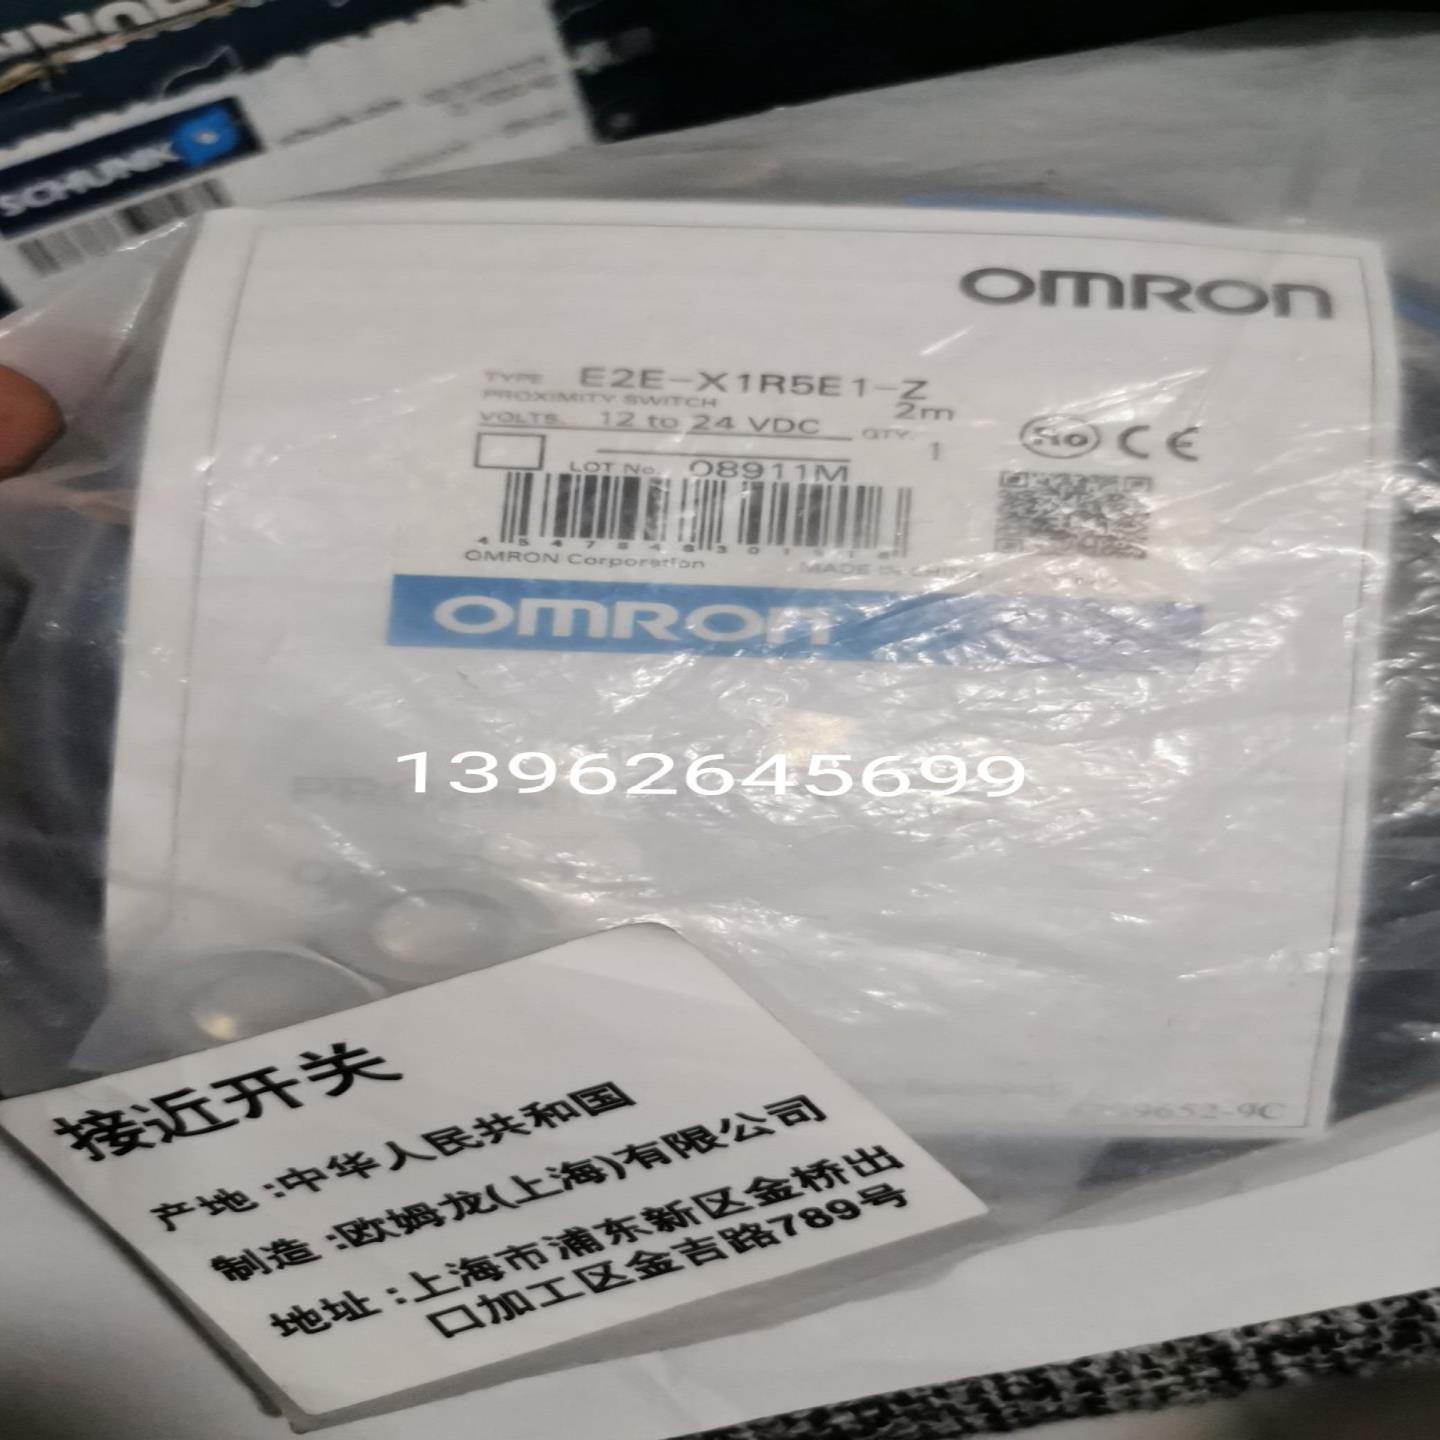 SCHUNK
OMRON
TYPE E2E-X1R5E1-Z
PROXIMITY SWITCH 2m
VOLTS. 12 to 24 VDC QTY. 1
LOT No. 08911M
OMRON Corporation MADE IN CHINA
OMRON
13962645699
接近开关
产地:中华人民共和国
制造:欧姆龙(上海)有限公司
地址:上海市浦东新区金桥出
口加工区金吉路789号